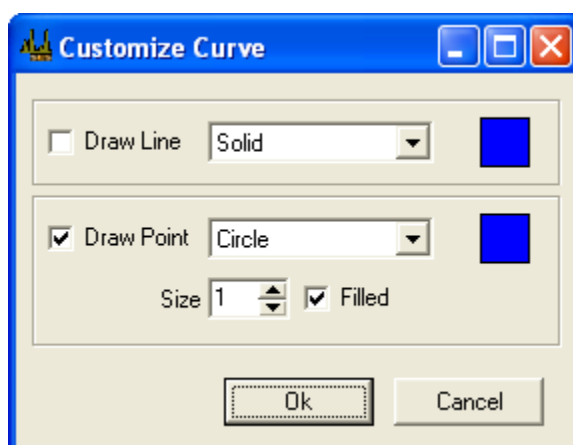 Customize Curve
Draw Line Solid
Draw Point Circle
Size 1 Filled
Ok Cancel